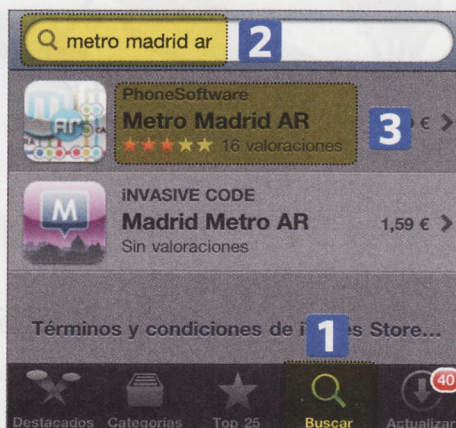 metro madrid ar 2
PhoneSoftware
Metro Madrid AR
16 valoraciones
3
€
iNVASIVE CODE
Madrid Metro AR
1,59 €
Sin valoraciones
M
Términos y condiciones de Store...
1
40
Destacados Categorías Top 25 Buscar Actualizar